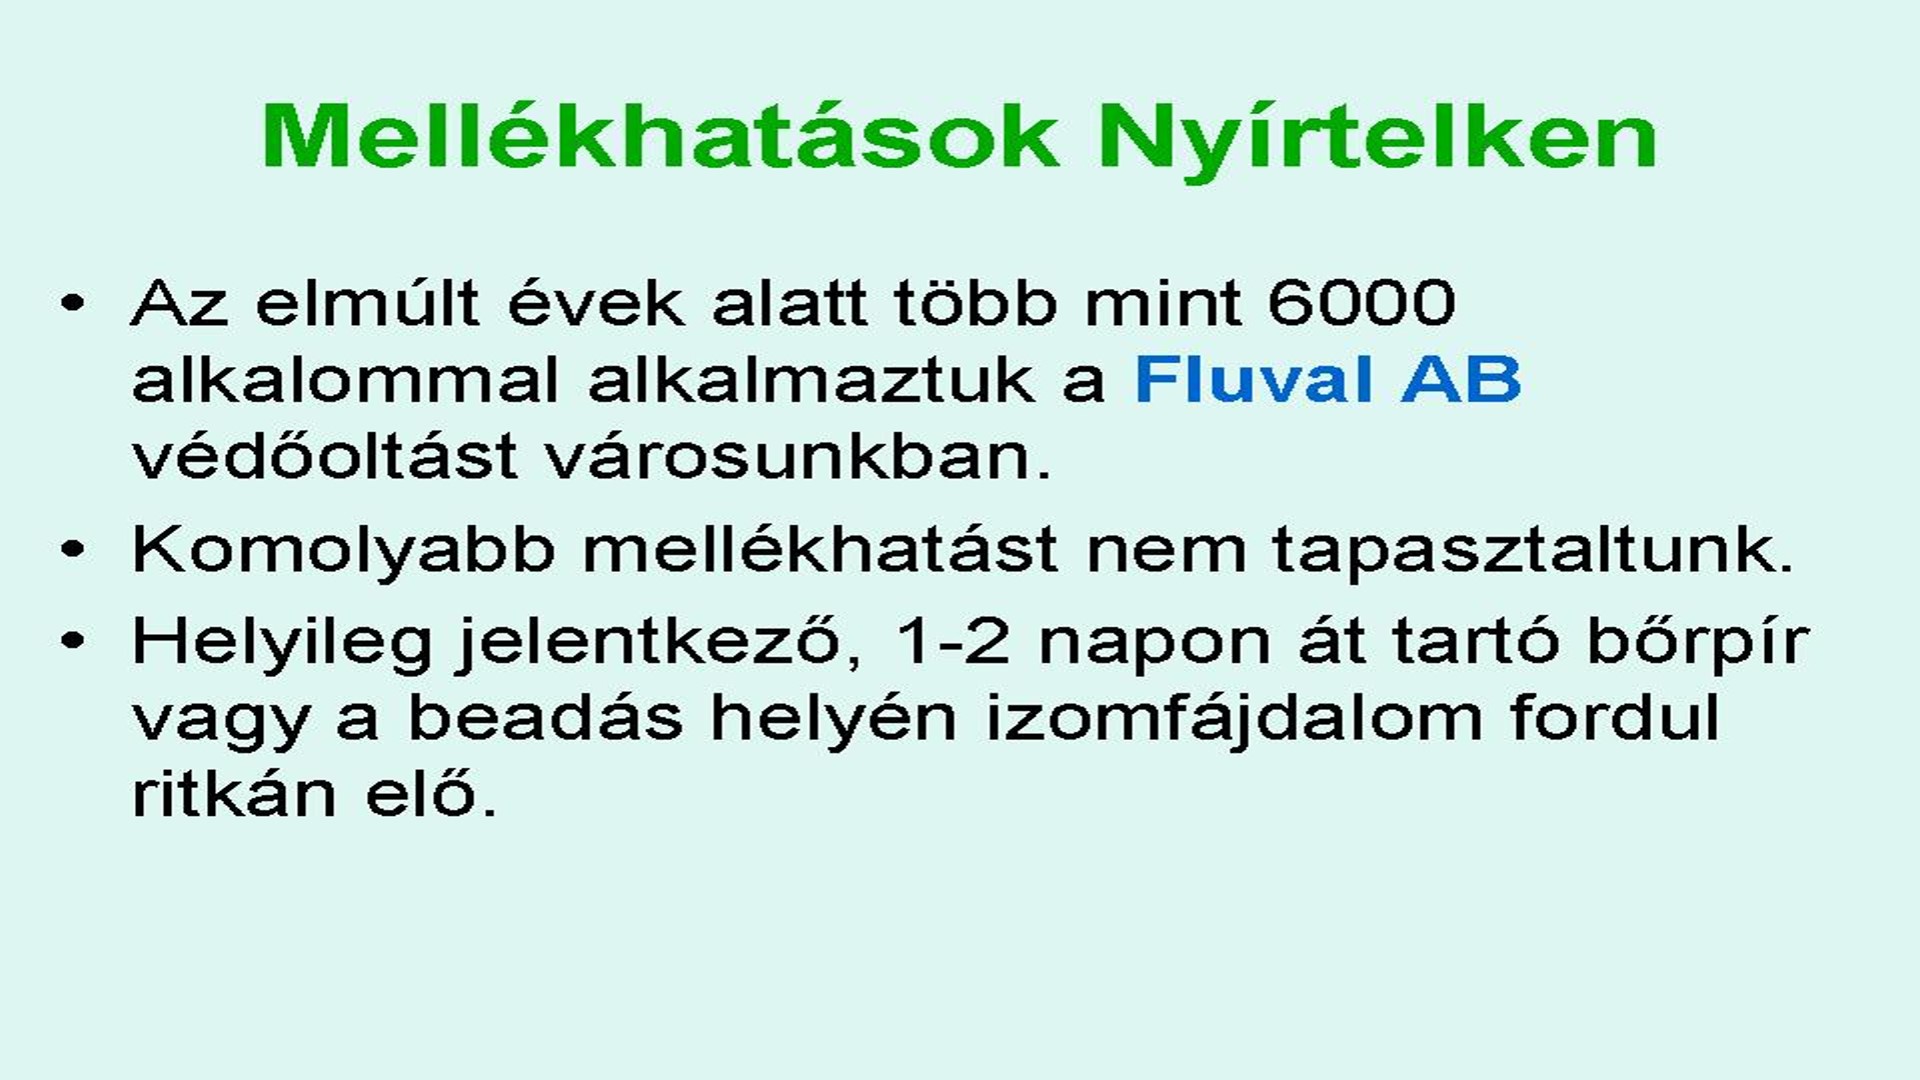 Mellékhatások Nyírtelken
• Az elmúlt évek alatt több mint 6000
alkalommal alkalmaztuk a Fluval AB
védőoltást városunkban.
• Komolyabb mellékhatást nem tapasztaltunk.
• Helyileg jelentkező, 1-2 napon át tartó bőrpír
vagy a beadás helyén izomfájdalom fordul
ritkán elő.